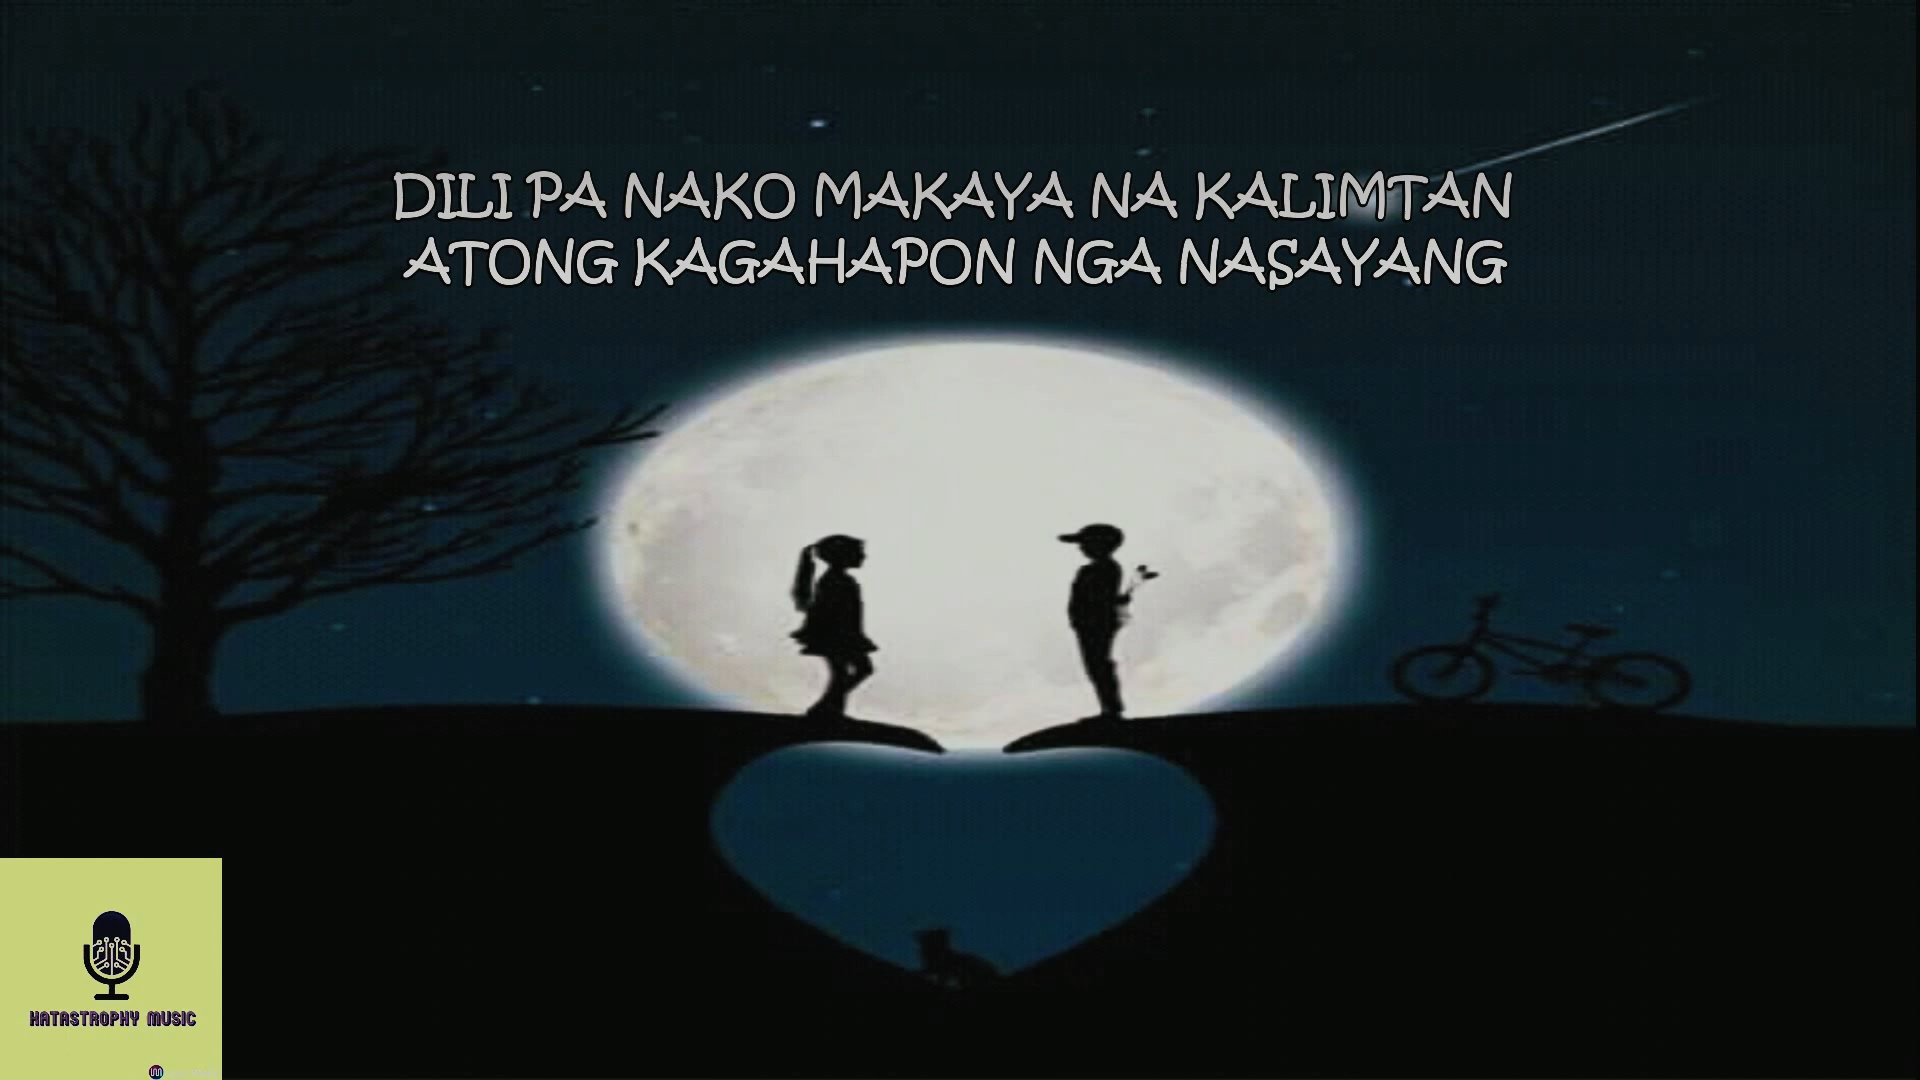 DILI PA NAKO MAKAYA NA KALIMTAN
ATONG KAGAHAPON NGA NASAYANG
KATASTROPHY MUSIC